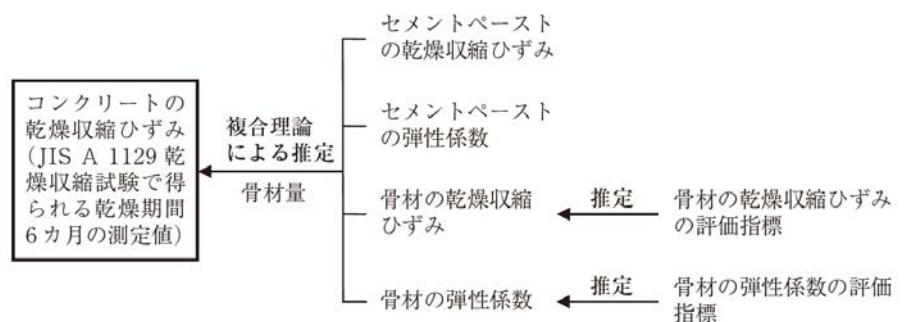 コンクリートの
乾燥収縮ひずみ
(JIS A 1129 乾
燥収縮試験で得
られる乾燥期間
6カ月の測定値)
複合理論
による推定
骨材量
セメントペースト
の乾燥収縮ひずみ
セメントペースト
の弾性係数
骨材の乾燥収縮
ひずみ
推定
骨材の乾燥収縮ひずみ
の評価指標
骨材の弾性係数
推定
骨材の弾性係数の評価
指標